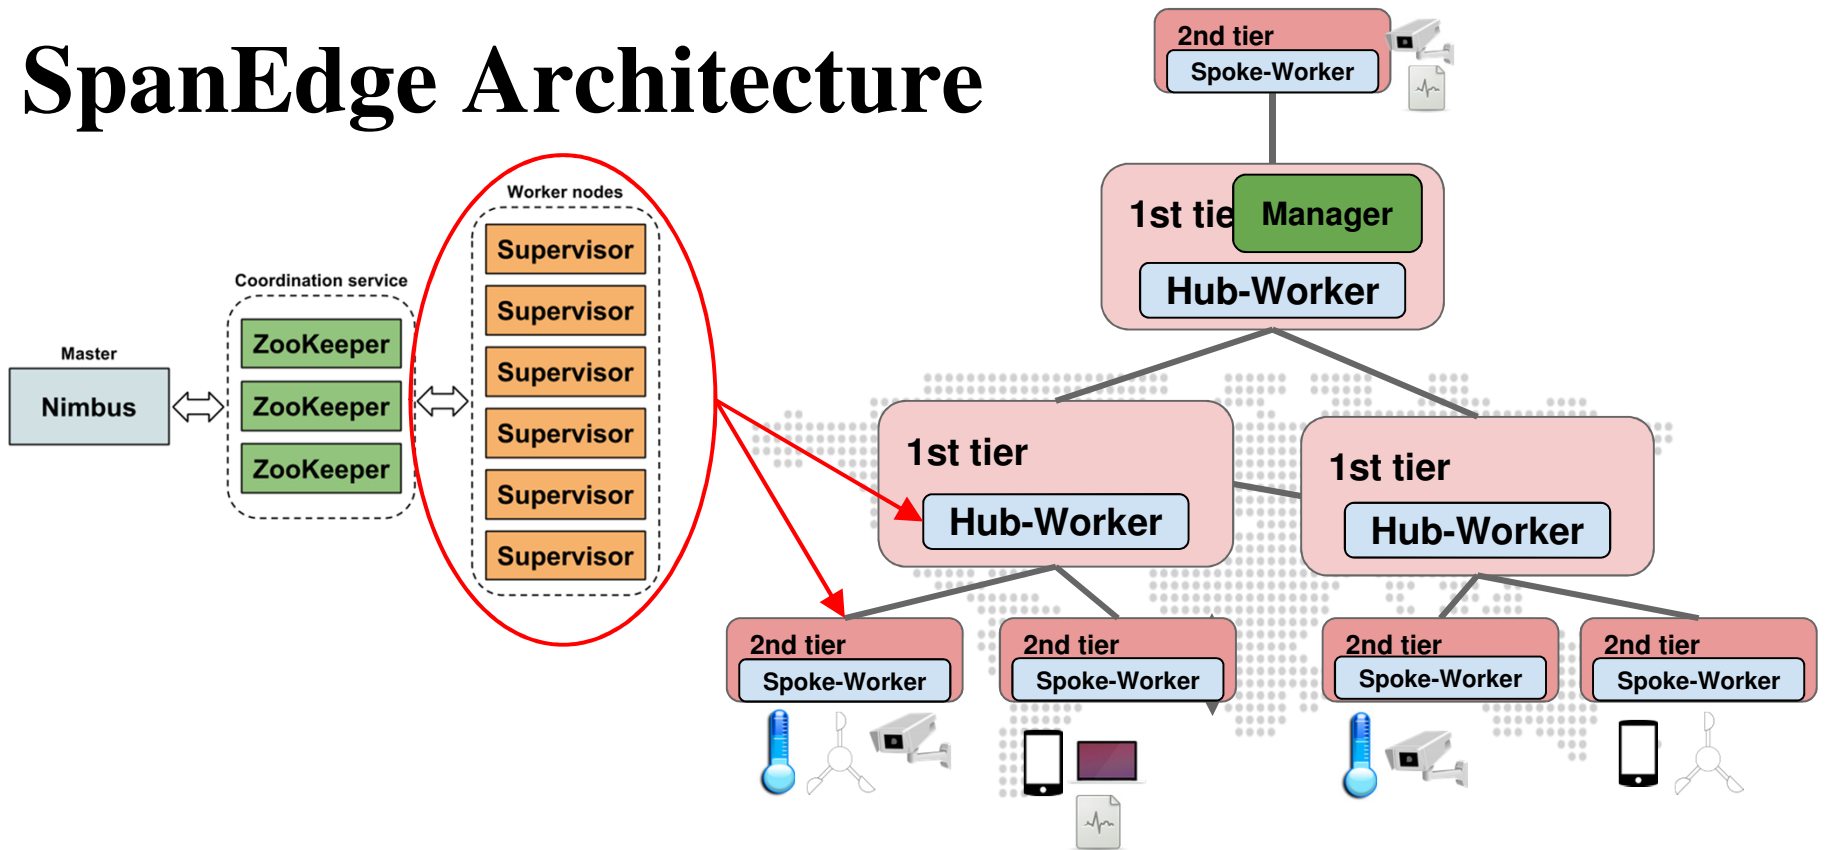 SpanEdge Architecture
Master
Nimbus
Coordination service
ZooKeeper
ZooKeeper
ZooKeeper
Worker nodes
Supervisor
Supervisor
Supervisor
Supervisor
Supervisor
Supervisor
2nd tier
Spoke-Worker
1st tie
Manager
Hub-Worker
1st tier
Hub-Worker
1st tier
Hub-Worker
2nd tier
Spoke-Worker
2nd tier
Spoke-Worker
2nd tier
Spoke-Worker
2nd tier
Spoke-Worker